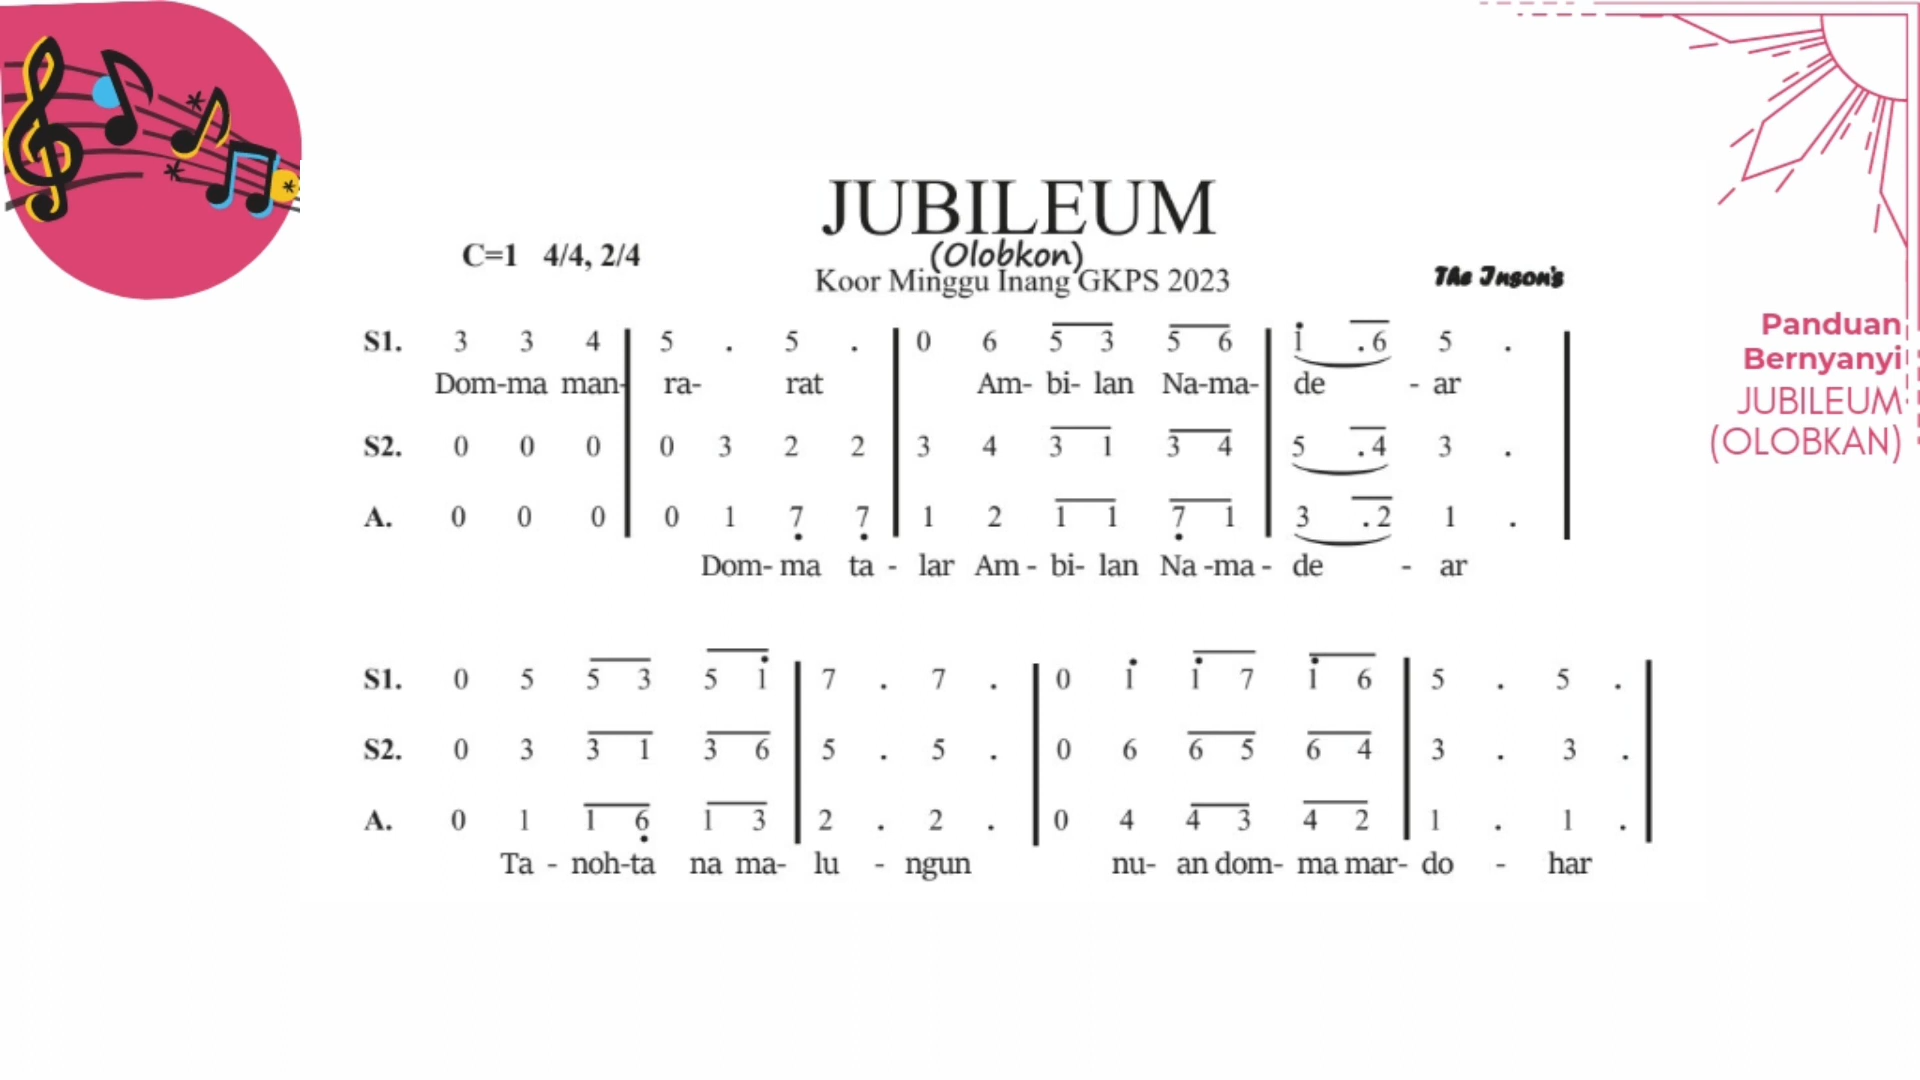 JUBILEUM
C=1 4/4, 2/4
(Olobkon)
Koor Minggu Inang GKPS 2023
The Inson's
Panduan
Bernyanyi
JUBILEUM
(OLOBKAN)
S1. 3 3 4 | 5 . 5 . | 0 6 5 3 5 6 | i .6 5 . |
Dom-ma man- ra- rat Am- bi- lan Na-ma- de - ar
S2. 0 0 0 0 3 2 2 3 4 3 1 3 4 5 .4 3 .
A. 0 0 0 | 0 1 7̣ 7̣ | 1 2 1 1 7̣ 1 | 3 .2 1 . |
Dom- ma ta - lar Am - bi- lan Na -ma - de - ar
S1. 0 5 5 3 5 i | 7 . 7 . | 0 i i 7 i 6 | 5 . 5 . |
S2. 0 3 3 1 3 6 | 5 . 5 . | 0 6 6 5 6 4 | 3 . 3 . |
A. 0 1 1 6̣ 1 3 | 2 . 2 . | 0 4 4 3 4 2 | 1 . 1 . |
Ta - noh-ta na ma- lu - ngun nu- an dom- ma mar- do - har